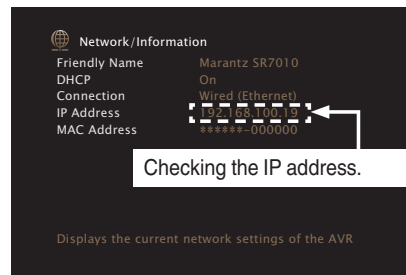 Network/Information
Friendly Name Marantz SR7010
DHCP On
Connection Wired (Ethernet)
IP Address 192.168.100.19
MAC Address ******-000000
Checking the IP address.
Displays the current network settings of the AVR